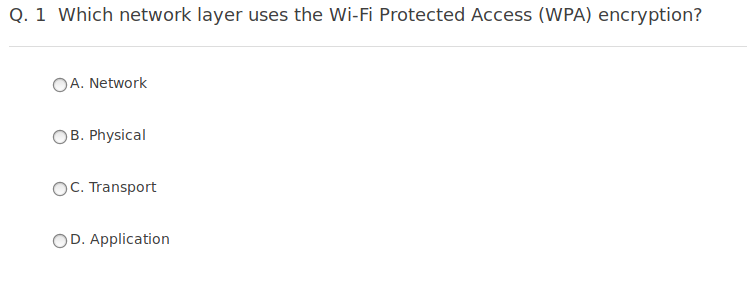 Q. 1 Which network layer uses the Wi-Fi Protected Access (WPA) encryption?
A. Network
B. Physical
C. Transport
D. Application